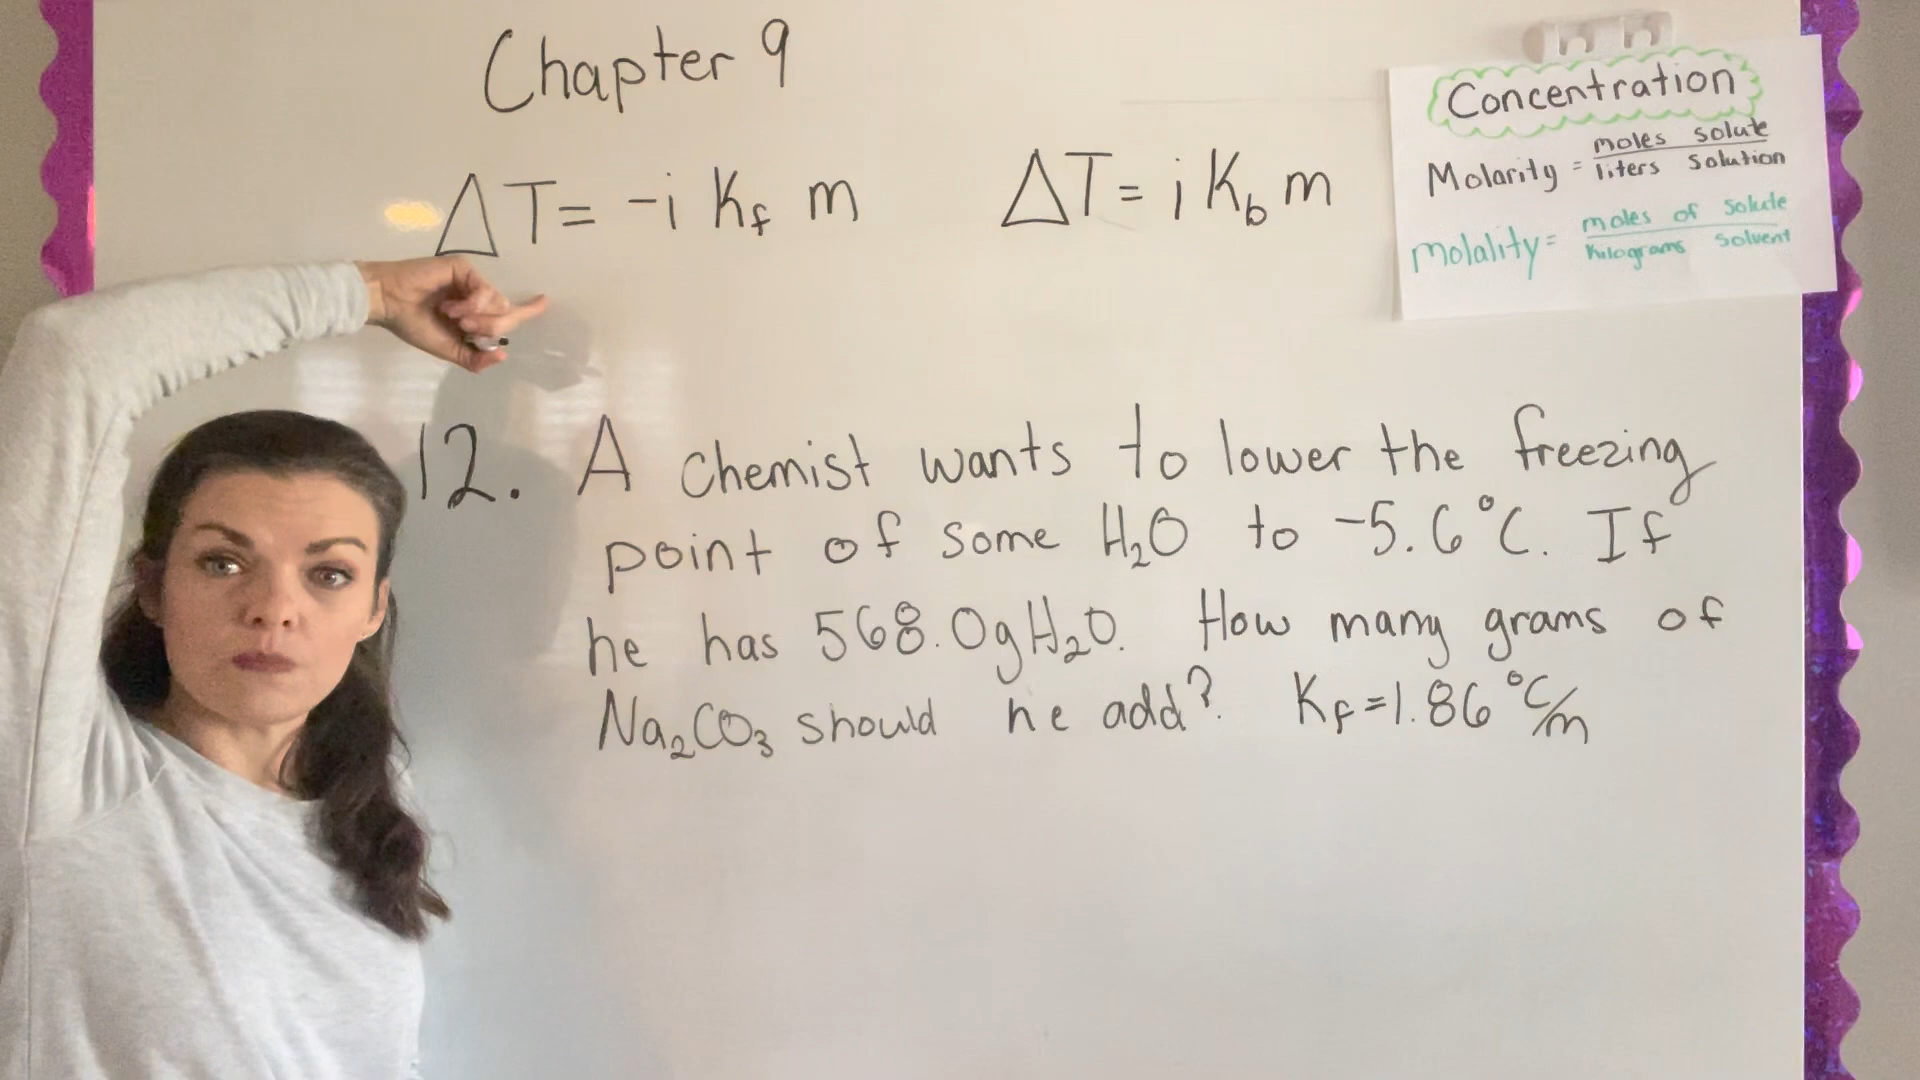 Chapter 9
ΔT= -i Kf m
ΔT= i Kb m
Concentration
Molarity = moles solute / liters solution
molality= moles of solute / kilograms solvent
12. A chemist wants to lower the freezing
point of some H₂O to -5.6°C. If
he has 568.0g H₂O. How many grams of
Na₂CO₃ should he add? Kf=1.86 °C/m